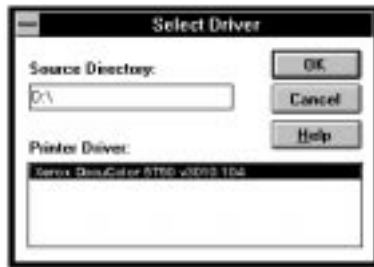 Select Driver
Source Directory:
D:\
OK
Cancel
Help
Printer Driver:
Xerox DocuColor 5750 v3010.104